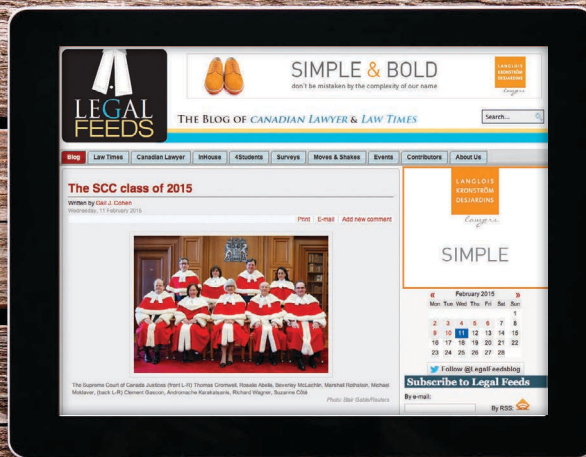 LEGAL
FEEDS
SIMPLE & BOLD
don't be mistaken by the complexity of our name
LANGLOIS
KRONSTRÖM
DESJARDINS
lawyers
THE BLOG OF CANADIAN LAWYER & LAW TIMES
Search...
Blog Law Times Canadian Lawyer InHouse 4Students Surveys Moves & Shakes Events Contributors About Us
The SCC class of 2015
Written by Gail J. Cohen
Wednesday, 11 February 2015
Print E-mail Add new comment
The Supreme Court of Canada Justices (front L-R) Thomas Cromwell, Rosalie Abella, Beverley McLachlin, Marshall Rothstein, Michael
Moldaver, (back L-R) Clement Gascon, Andromache Karakatsanis, Richard Wagner, Suzanne Côté
Photo: Blair Gable/Reuters
LANGLOIS
KRONSTRÖM
DESJARDINS
lawyers
SIMPLE
« February 2015 »
Mon Tue Wed Thu Fri Sat Sun
1
2 3 4 5 6 7 8
9 10 11 12 13 14 15
16 17 18 19 20 21 22
23 24 25 26 27 28
Follow @LegalFeedsblog
Subscribe to Legal Feeds
By e-mail:
By RSS: